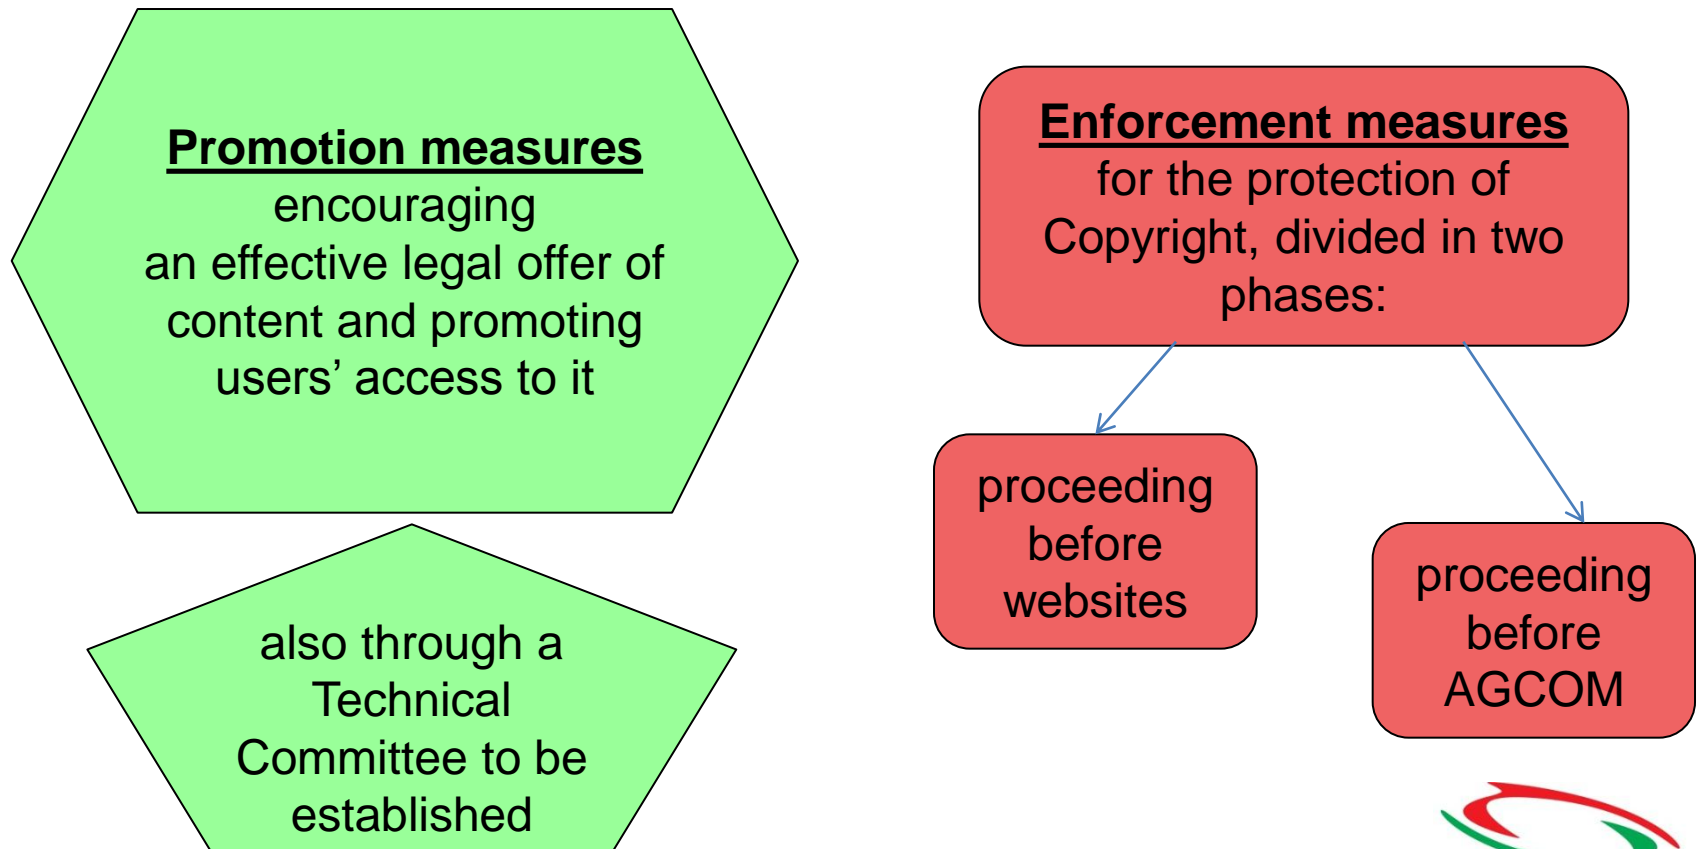 Promotion measures
encouraging
an effective legal offer of
content and promoting
users’ access to it
also through a
Technical
Committee to be
established
Enforcement measures
for the protection of
Copyright, divided in two
phases:
proceeding
before
websites
proceeding
before
AGCOM